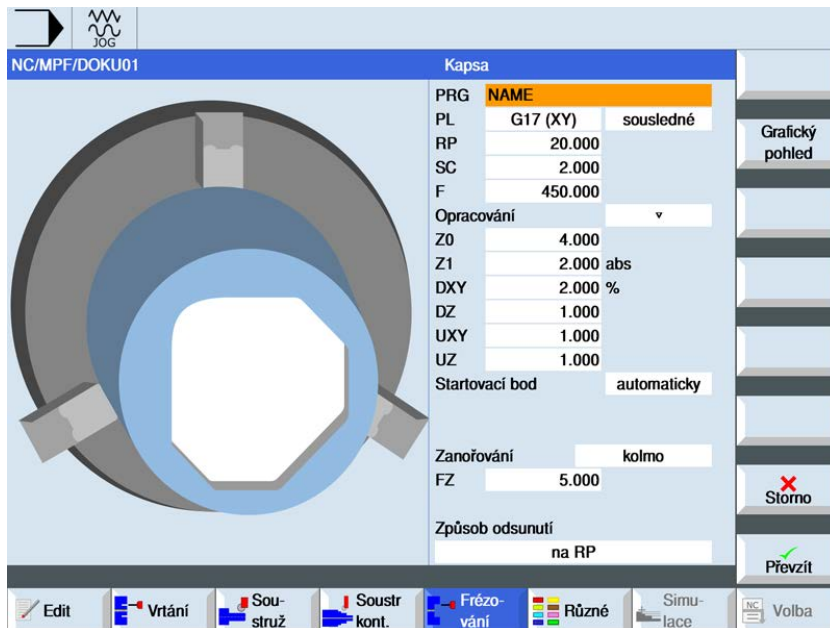 JOG
NC/MPF/DOKU01
Kapsa
PRG NAME
PL G17 (XY) sousledné
RP 20.000
SC 2.000
F 450.000
Opracování ▿
Z0 4.000
Z1 2.000 abs
DXY 2.000 %
DZ 1.000
UXY 1.000
UZ 1.000
Startovací bod automaticky
Zanořování kolmo
FZ 5.000
Způsob odsunutí
na RP
Grafický
pohled
Storno
Převzít
Edit
Vrtání
Sou-
struž
Soustr
kont.
Frézo-
vání
Různé
Simu-
lace
NC
Volba